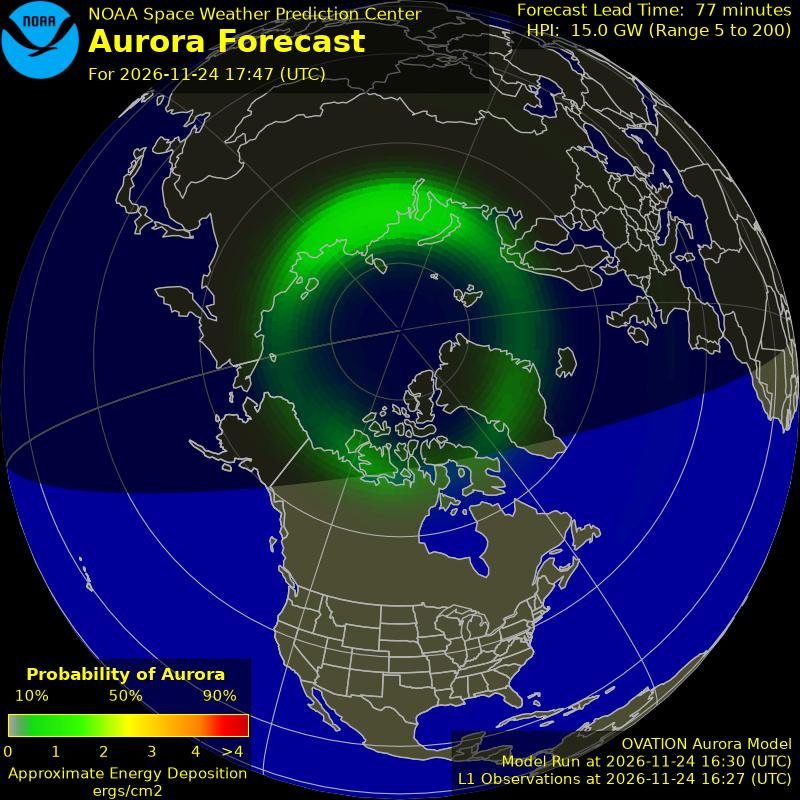 NOAA
NOAA Space Weather Prediction Center
Aurora Forecast
For 2026-11-24 17:47 (UTC)
Forecast Lead Time: 77 minutes
HPI: 15.0 GW (Range 5 to 200)
Probability of Aurora
10% 50% 90%
0 1 2 3 4 >4
Approximate Energy Deposition
ergs/cm2
OVATION Aurora Model
Model Run at 2026-11-24 16:30 (UTC)
L1 Observations at 2026-11-24 16:27 (UTC)